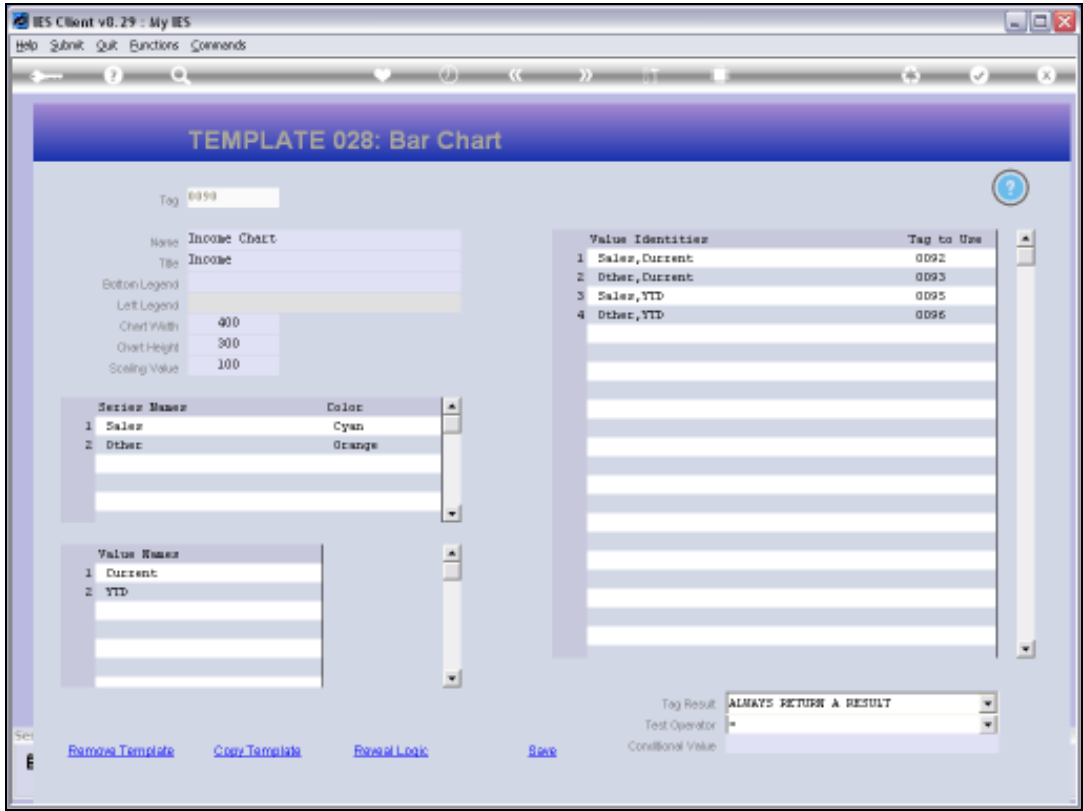 IES Client v8.29 : My IES
Help Submit Quit Functions Commands
TEMPLATE 028: Bar Chart
Tag 0090
Name Income Chart
Title Income
Bottom Legend
Left Legend
Chart Width 400
Chart Height 300
Scaling Value 100
Series Names Color
1 Sales Cyan
2 Other Orange
Value Names
1 Current
2 YTD
Value Identities Tag to Use
1 Sales,Current 0092
2 Other,Current 0093
3 Sales,YTD 0095
4 Other,YTD 0096
Tag Result ALWAYS RETURN A RESULT
Test Operator =
Conditional Value
Remove Template Copy Template Reveal Logic Save